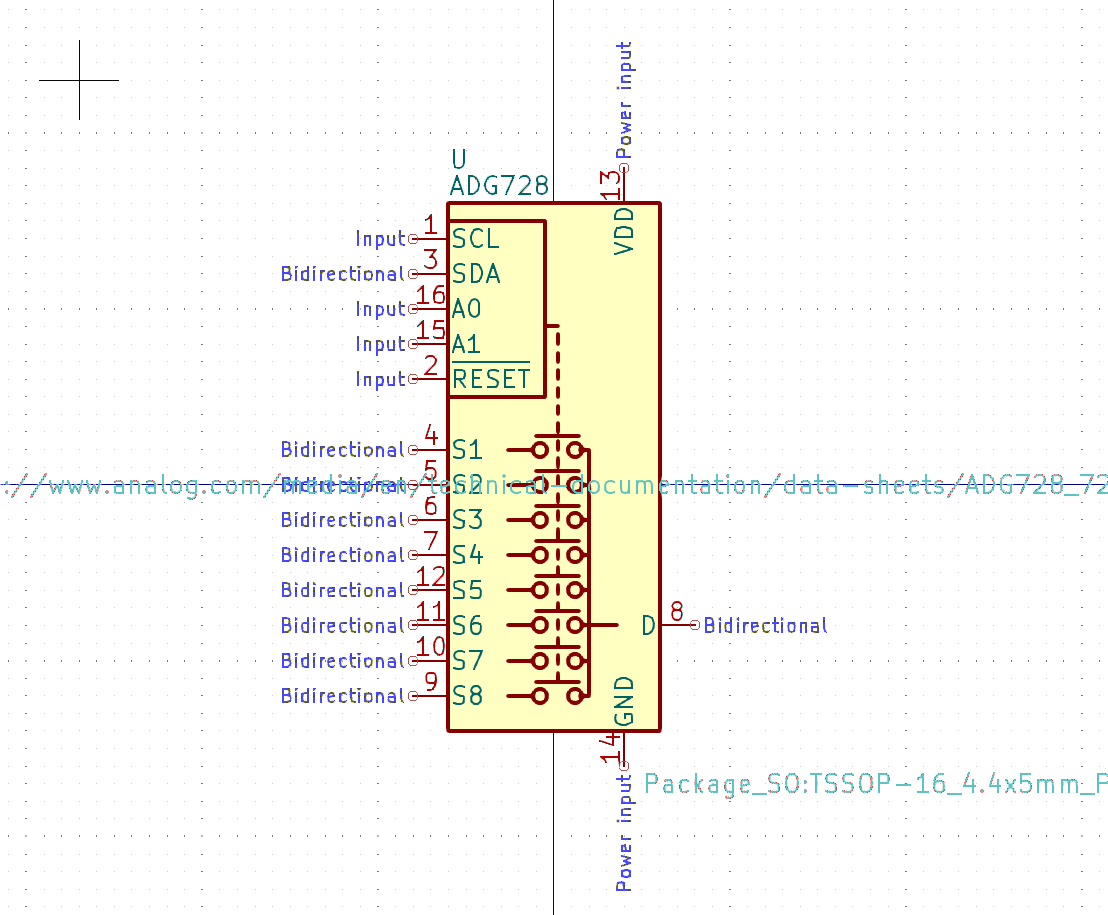 Power input
13
VDD
U
ADG728
Input 1 SCL
Bidirectional 3 SDA
Input 16 A0
Input 15 A1
Input 2 RESET
Bidirectional 4 S1
Bidirectional 5 S2
://www.analog.com/media/en/technical-documentation/data-sheets/ADG728_72
Bidirectional 6 S3
Bidirectional 7 S4
Bidirectional 12 S5
Bidirectional 11 S6
D 8 Bidirectional
Bidirectional 10 S7
Bidirectional 9 S8
GND
14
Power input
Package_SO:TSSOP-16_4.4x5mm_P